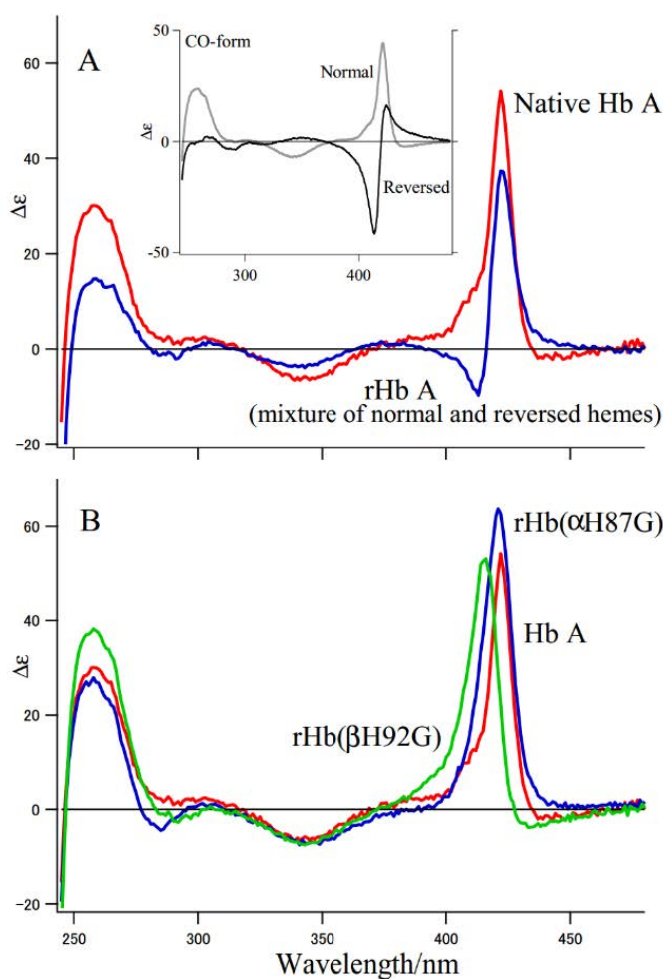 A
60
40
20
0
-20
Δε
CO-form
50
0
-50
Δε
300
400
Normal
Reversed
Native Hb A
rHb A
(mixture of normal and reversed hemes)
B
60
40
20
0
-20
Δε
rHb(αH87G)
Hb A
rHb(βH92G)
250
300
350
400
450
Wavelength/nm